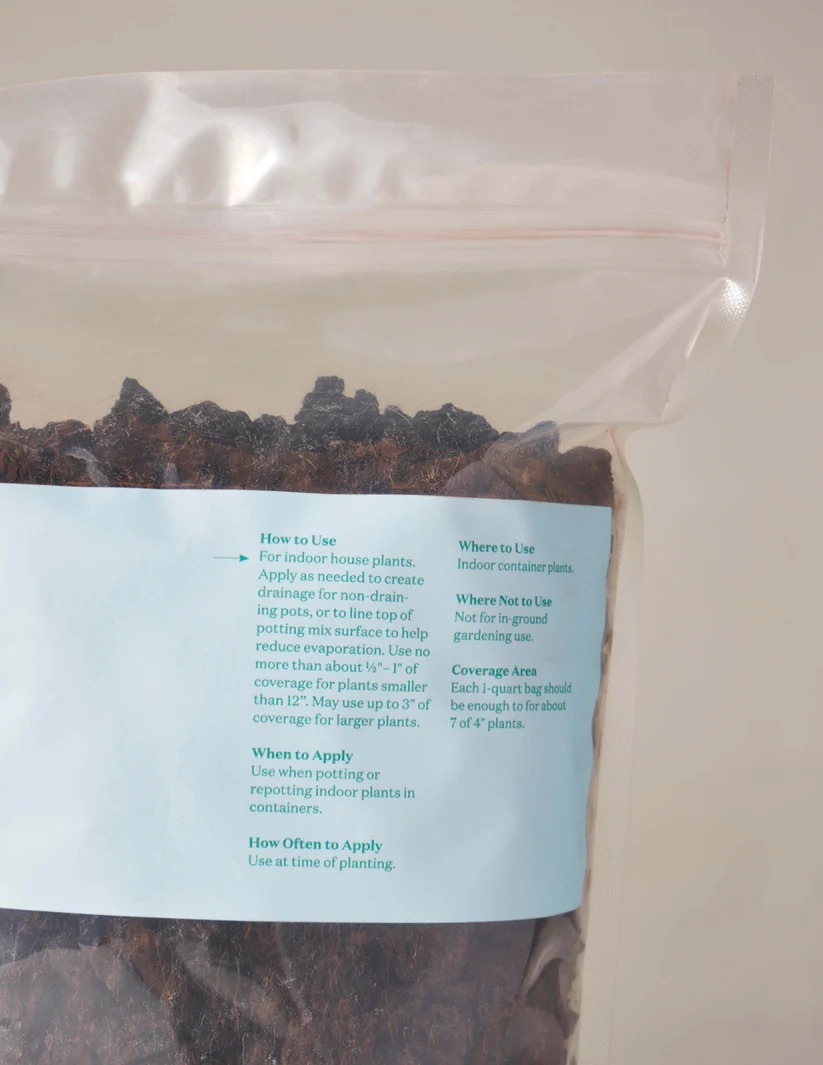 How to Use
For indoor house plants.
Apply as needed to create
drainage for non-drain-
ing pots, or to line top of
potting mix surface to help
reduce evaporation. Use no
more than about ½"– 1" of
coverage for plants smaller
than 12". May use up to 3" of
coverage for larger plants.
When to Apply
Use when potting or
repotting indoor plants in
containers.
How Often to Apply
Use at time of planting.
Where to Use
Indoor container plants.
Where Not to Use
Not for in-ground
gardening use.
Coverage Area
Each 1-quart bag should
be enough to for about
7 of 4" plants.